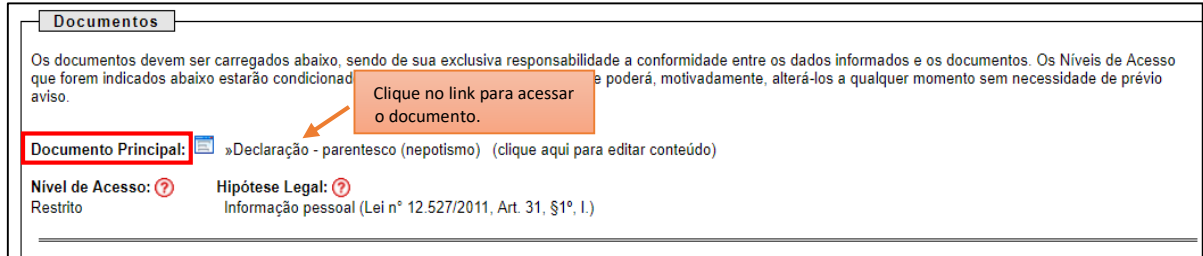 Documentos
Os documentos devem ser carregados abaixo, sendo de sua exclusiva responsabilidade a conformidade entre os dados informados e os documentos. Os Níveis de Acesso
que forem indicados abaixo estarão condicionad e poderá, motivadamente, alterá-los a qualquer momento sem necessidade de prévio
aviso.
Clique no link para acessar
o documento.
Documento Principal: »Declaração - parentesco (nepotismo) (clique aqui para editar conteúdo)
Nível de Acesso: ? Hipótese Legal: ?
Restrito Informação pessoal (Lei n° 12.527/2011, Art. 31, §1º, I.)